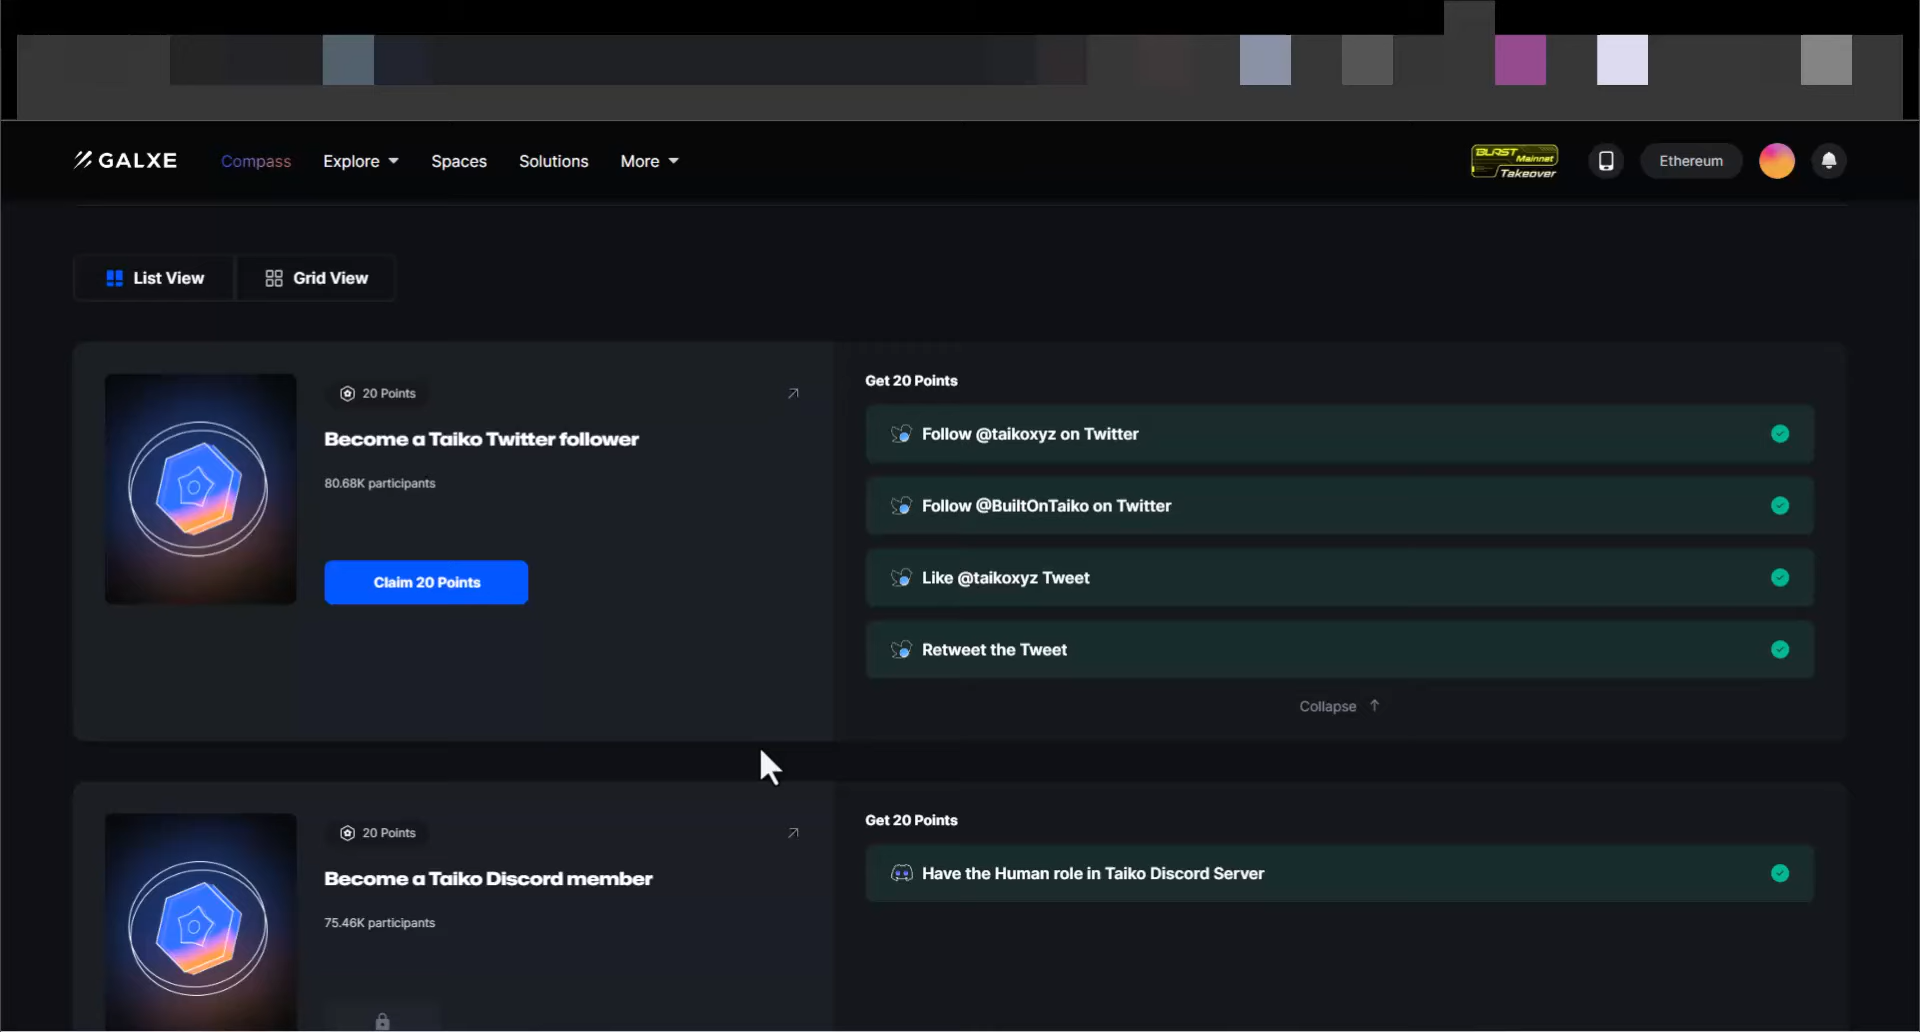 GALXE
Compass
Explore
Spaces
Solutions
More
BLAST Mainnet
Takeover
Ethereum
List View
Grid View
20 Points
Become a Taiko Twitter follower
80.68K participants
Claim 20 Points
Get 20 Points
Follow @taikoxyz on Twitter
Follow @BuiltOnTaiko on Twitter
Like @taikoxyz Tweet
Retweet the Tweet
Collapse
20 Points
Become a Taiko Discord member
75.46K participants
Get 20 Points
Have the Human role in Taiko Discord Server